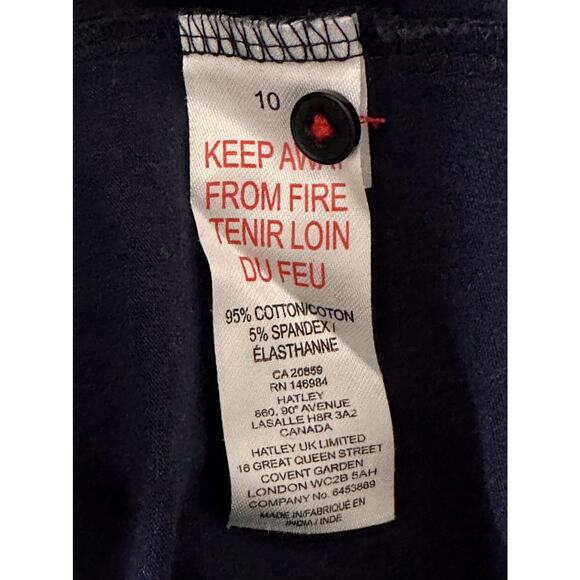 10
KEEP AWAY
FROM FIRE
TENIR LOIN
DU FEU
95% COTTON/COTON
5% SPANDEX/
ÉLASTHANNE
CA 20859
RN 146984
HATLEY
860, 90e AVENUE
LASALLE H8R 3A2
CANADA
HATLEY UK LIMITED
16 GREAT QUEEN STREET
COVENT GARDEN
LONDON WC2B 5AH
COMPANY No. 6453889
MADE IN/FABRIQUÉ EN
INDIA / INDE